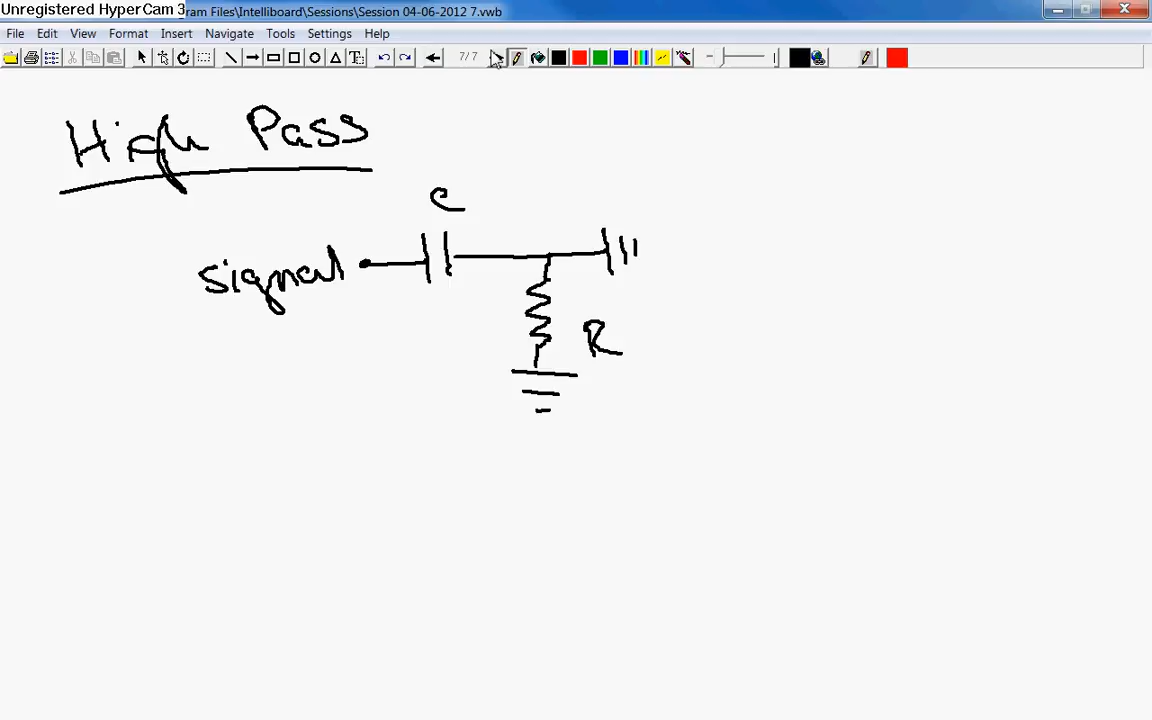 Unregistered HyperCam 3
ram Files\Intelliboard\Sessions\Session 04-06-2012 7.vwb
File Edit View Format Insert Navigate Tools Settings Help
7/7
High Pass
C
signal
R